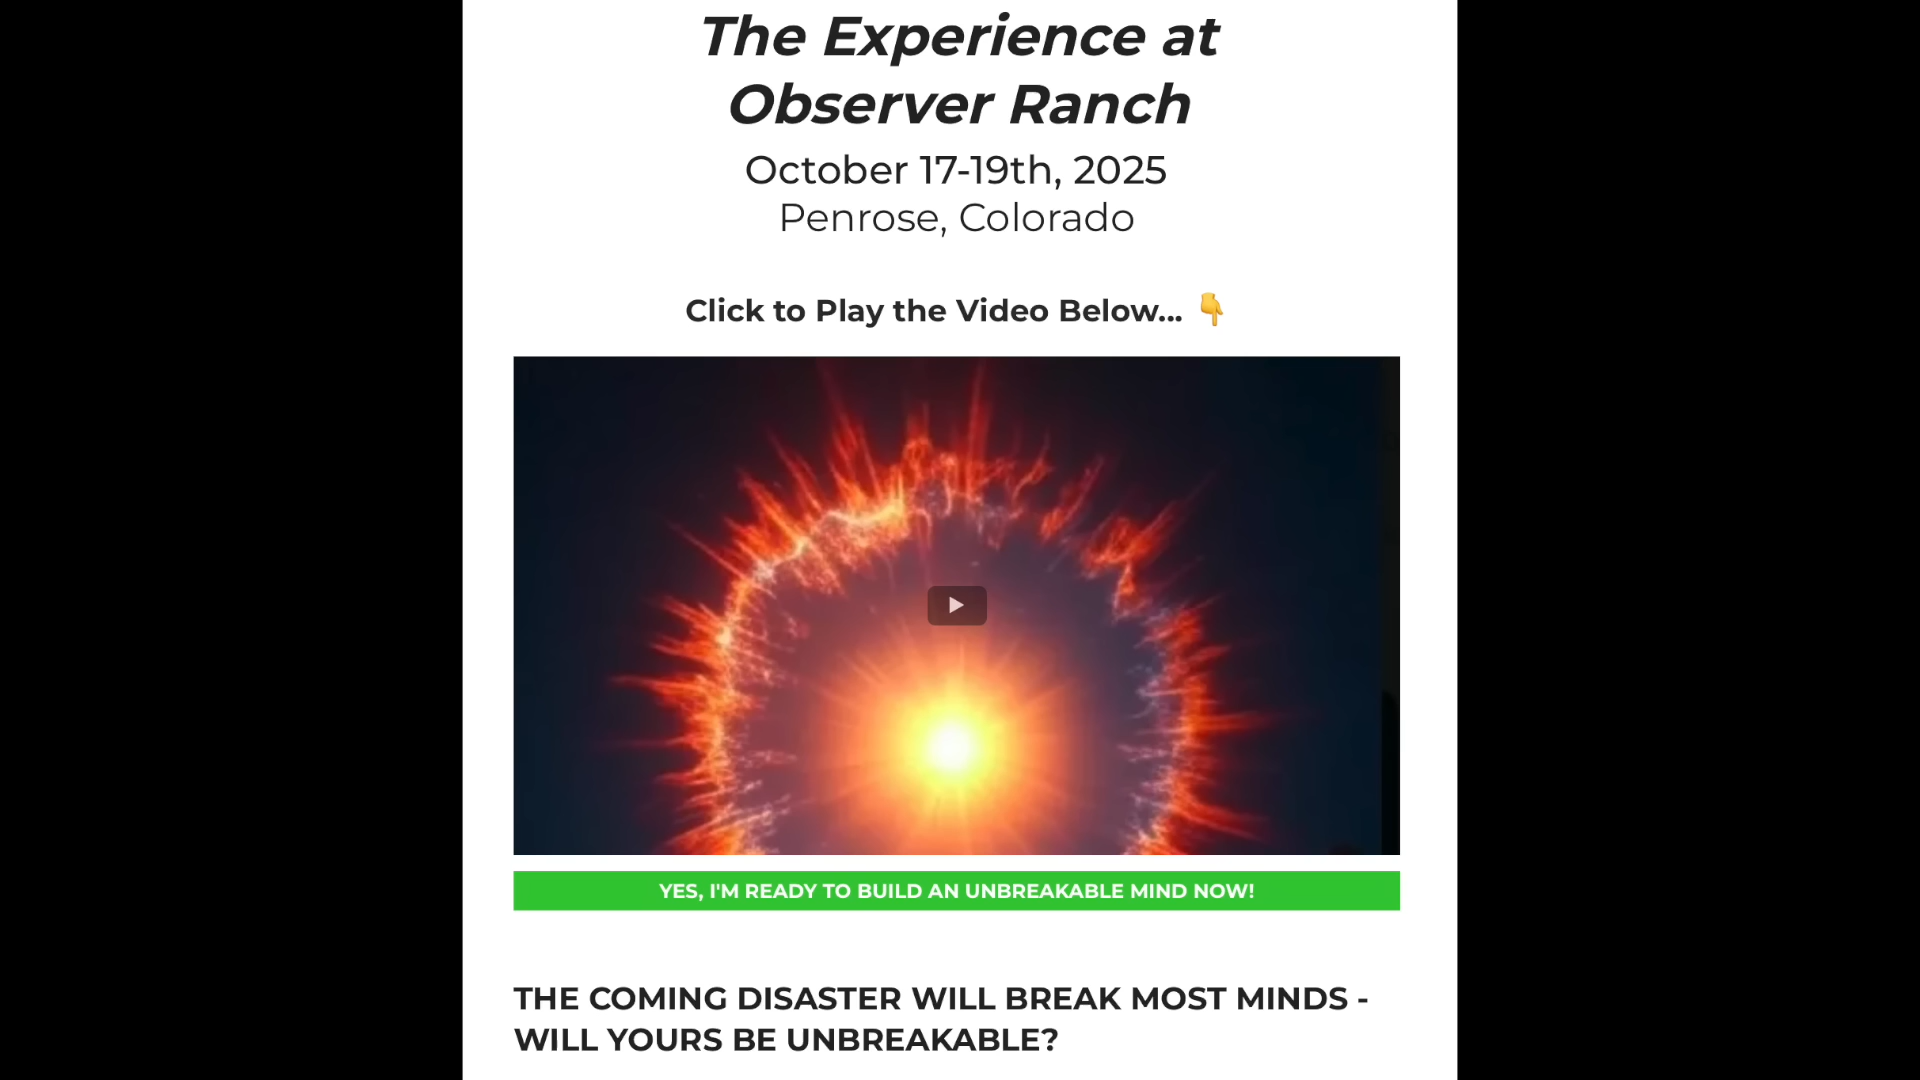 The Experience at
Observer Ranch
October 17-19th, 2025
Penrose, Colorado
Click to Play the Video Below... 👇
YES, I'M READY TO BUILD AN UNBREAKABLE MIND NOW!
THE COMING DISASTER WILL BREAK MOST MINDS -
WILL YOURS BE UNBREAKABLE?